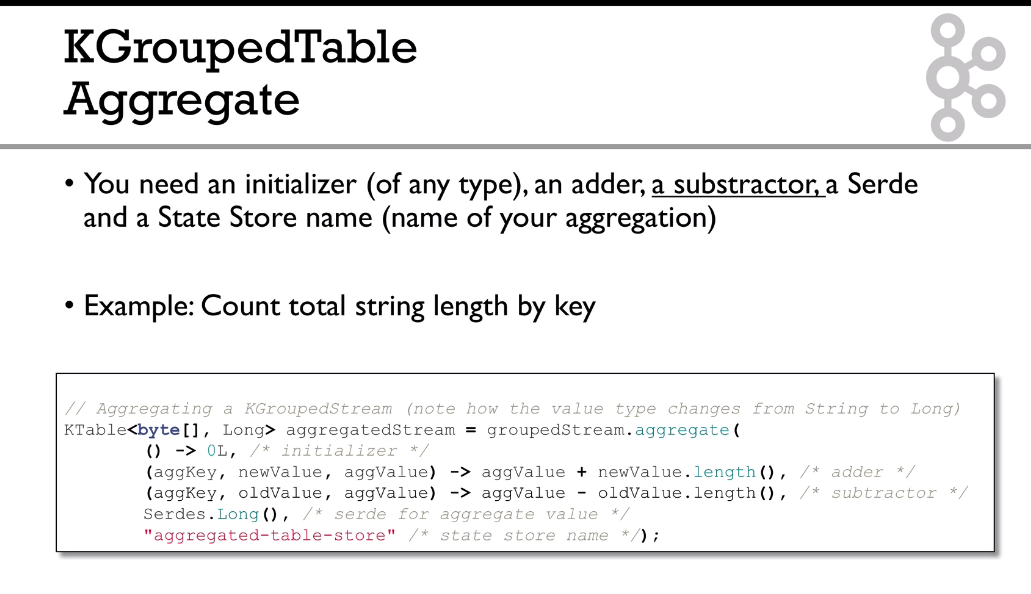 KGroupedTable
Aggregate
• You need an initializer (of any type), an adder, a substractor, a Serde
and a State Store name (name of your aggregation)
• Example: Count total string length by key
// Aggregating a KGroupedStream (note how the value type changes from String to Long)
KTable<byte[], Long> aggregatedStream = groupedStream.aggregate(
() -> 0L, /* initializer */
(aggKey, newValue, aggValue) -> aggValue + newValue.length(), /* adder */
(aggKey, oldValue, aggValue) -> aggValue - oldValue.length(), /* subtractor */
Serdes.Long(), /* serde for aggregate value */
"aggregated-table-store" /* state store name */);